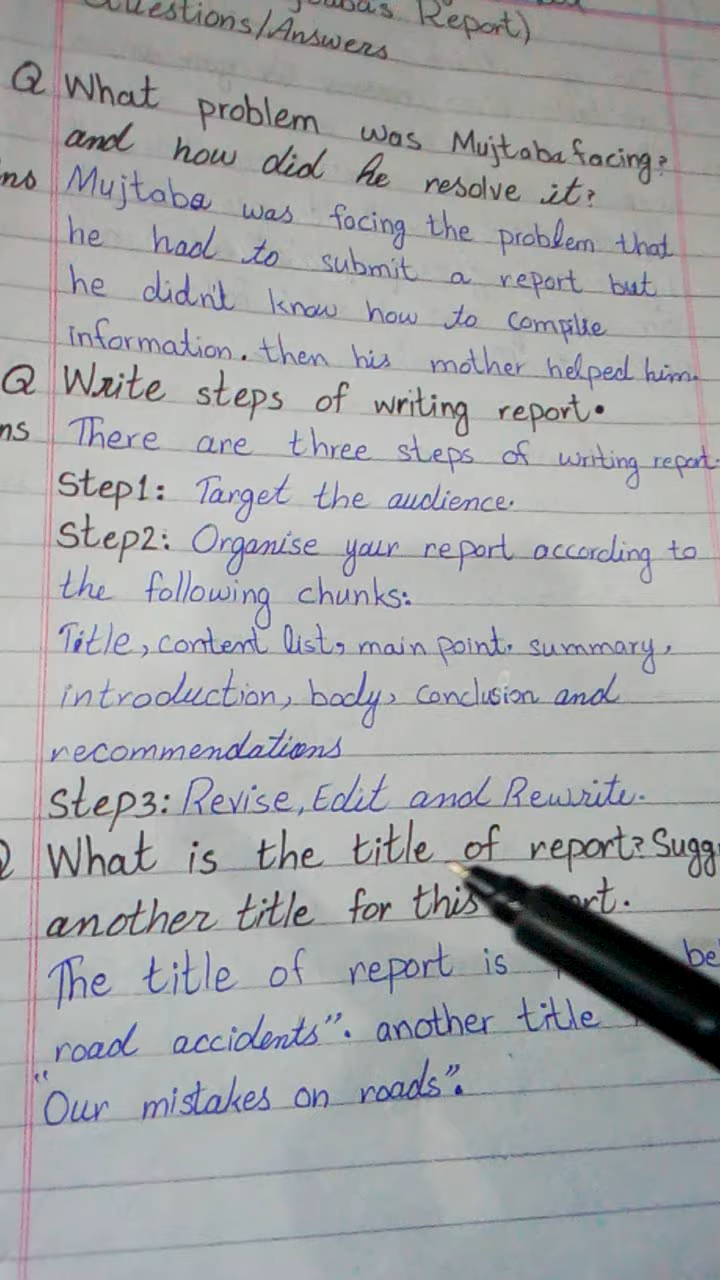 Report)
Questions/Answers
Q What problem was Mujtaba facing?
and how did he resolve it?
ns Mujtaba was facing the problem that
he had to submit a report but
he didn't know how to compile
information. then his mother helped him.
Q Write steps of writing report.
ns There are three steps of writing report.
Step1: Target the audience.
Step2: Organise your report according to
the following chunks:
Title, content list, main point, summary,
introduction, body, conclusion and
recommendations
Step3: Revise, Edit and Rewrite.
Q What is the title of report? Sugg
another title for this
The title of report is be
road accidents". another title
"Our mistakes on roads".